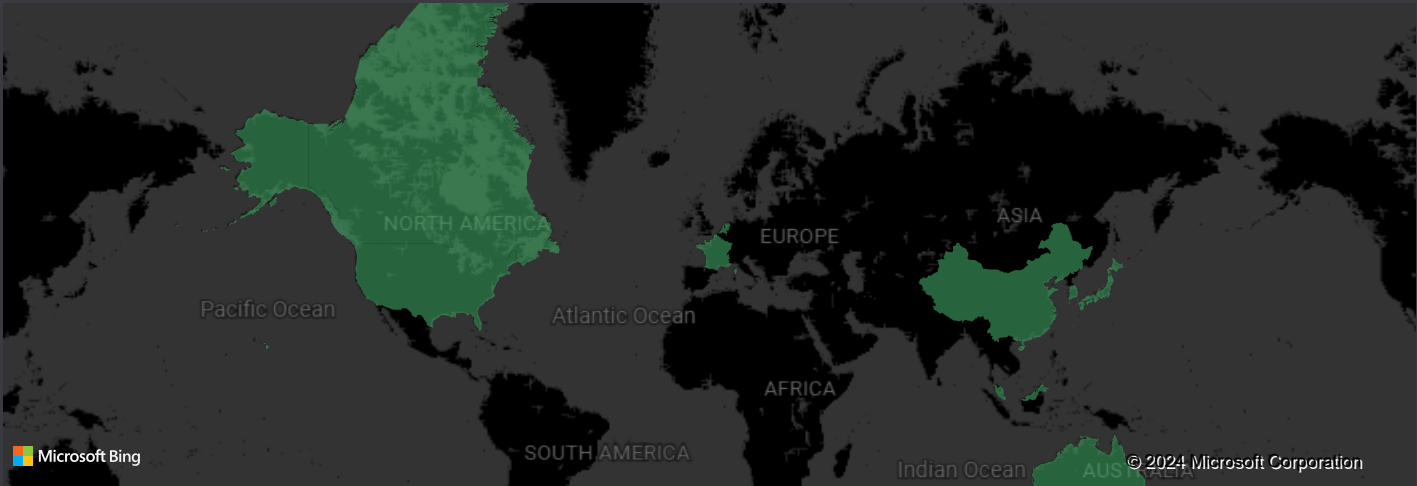 ASIA
NORTH AMERICA
EUROPE
Pacific Ocean
Atlantic Ocean
AFRICA
SOUTH AMERICA
Microsoft Bing
Indian Ocean
AUSTRALIA
© 2024 Microsoft Corporation